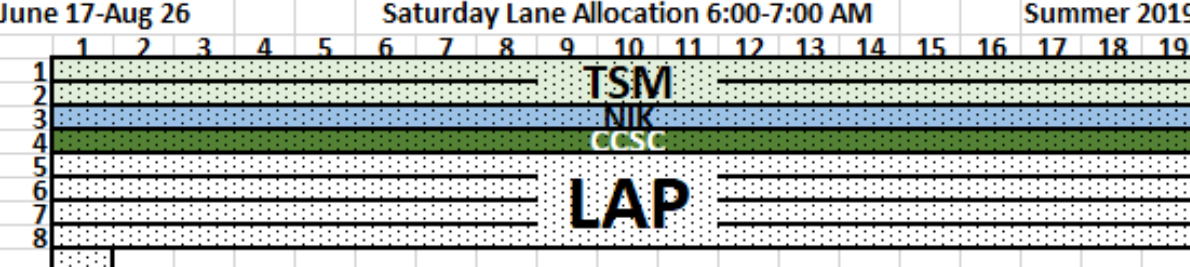 June 17-Aug 26 Saturday Lane Allocation 6:00-7:00 AM Summer 2019
1 2 3 4 5 6 7 8 9 10 11 12 13 14 15 16 17 18 19
1
TSM
2
3 NIK
4 CCSC
5
6
LAP
7
8